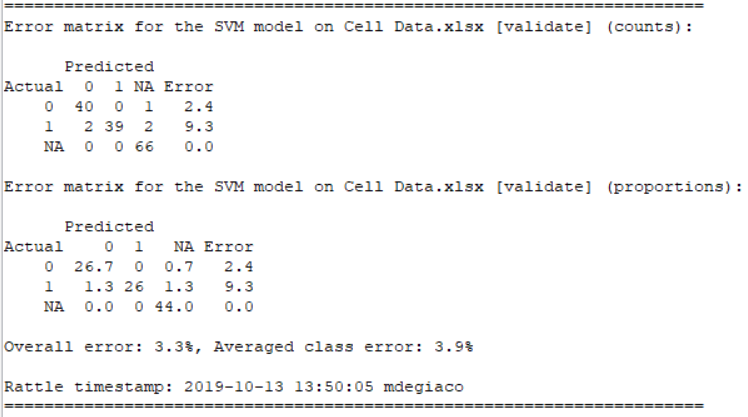 ======================================================================
Error matrix for the SVM model on Cell Data.xlsx [validate] (counts):
      Predicted
Actual  0  1 NA Error
    0  40  0  1   2.4
    1   2 39  2   9.3
    NA  0  0 66   0.0
Error matrix for the SVM model on Cell Data.xlsx [validate] (proportions):
      Predicted
Actual    0  1   NA Error
    0  26.7  0  0.7   2.4
    1   1.3 26  1.3   9.3
    NA  0.0  0 44.0   0.0
Overall error: 3.3%, Averaged class error: 3.9%
Rattle timestamp: 2019-10-13 13:50:05 mdegiaco
======================================================================